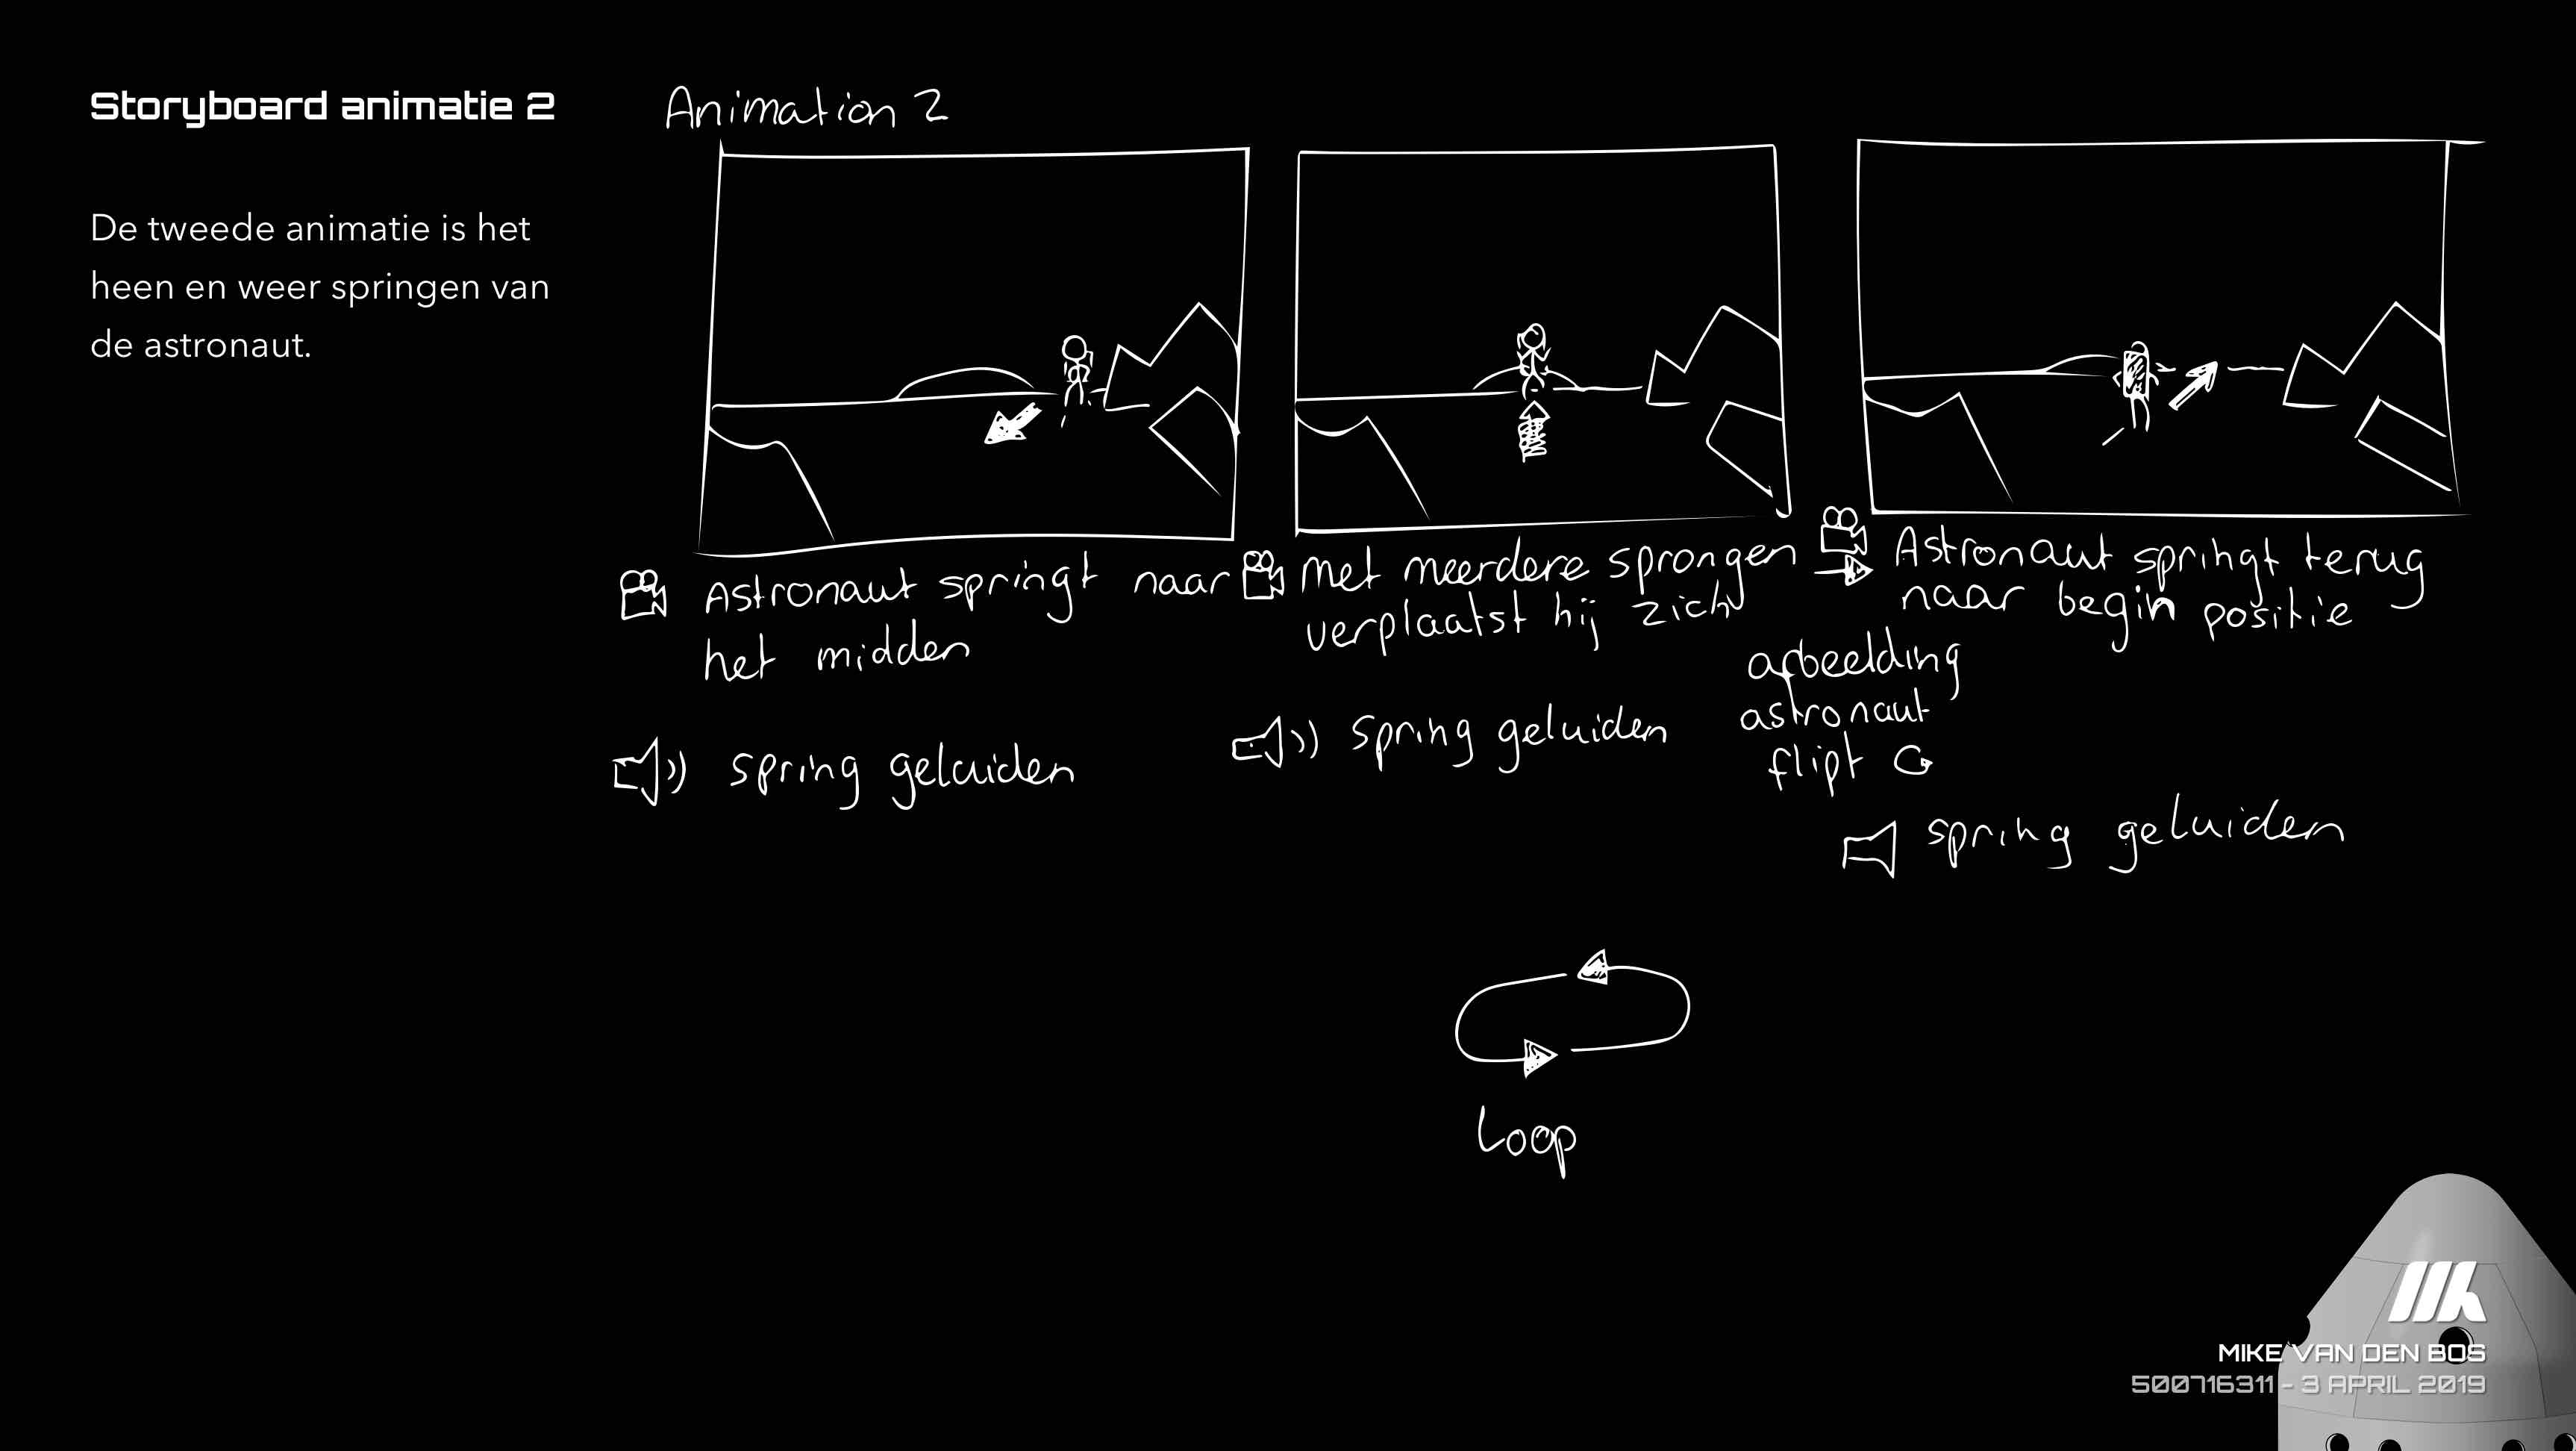 Storyboard animatie 2
De tweede animatie is het
heen en weer springen van
de astronaut.
Animation 2
Astronaut springt naar
het midden
spring geluiden
Met meerdere sprongen
verplaatst hij zich
spring geluiden
Astronaut springt terug
naar begin positie
afbeelding
astronaut
flipt
spring geluiden
Loop
MIKE VAN DEN BOS
500716311 - 3 APRIL 2019